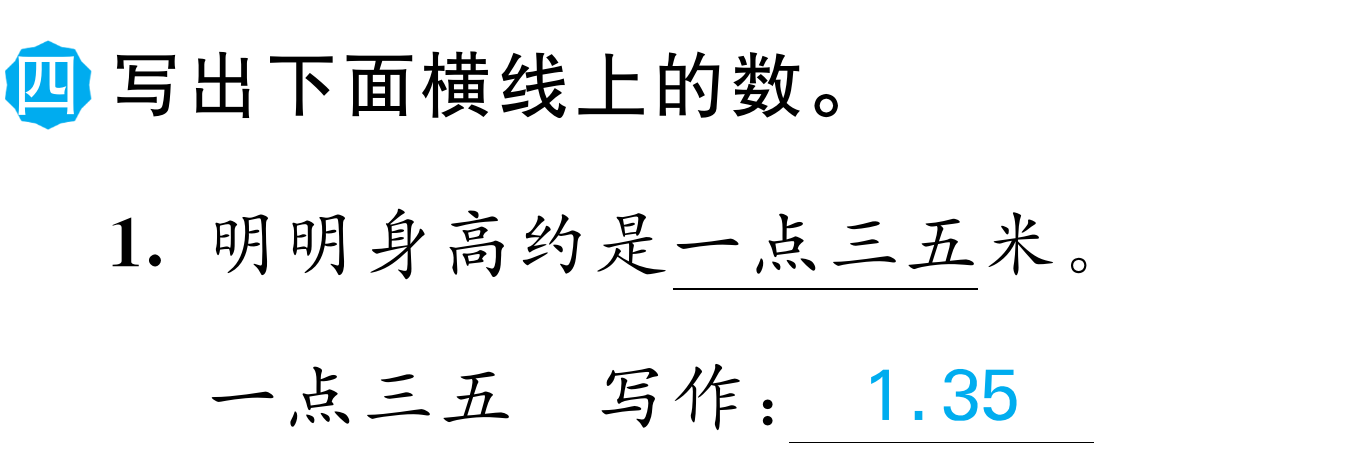 四 写出下面横线上的数。
1. 明明身高约是一点三五米。
一点三五 写作：1.35